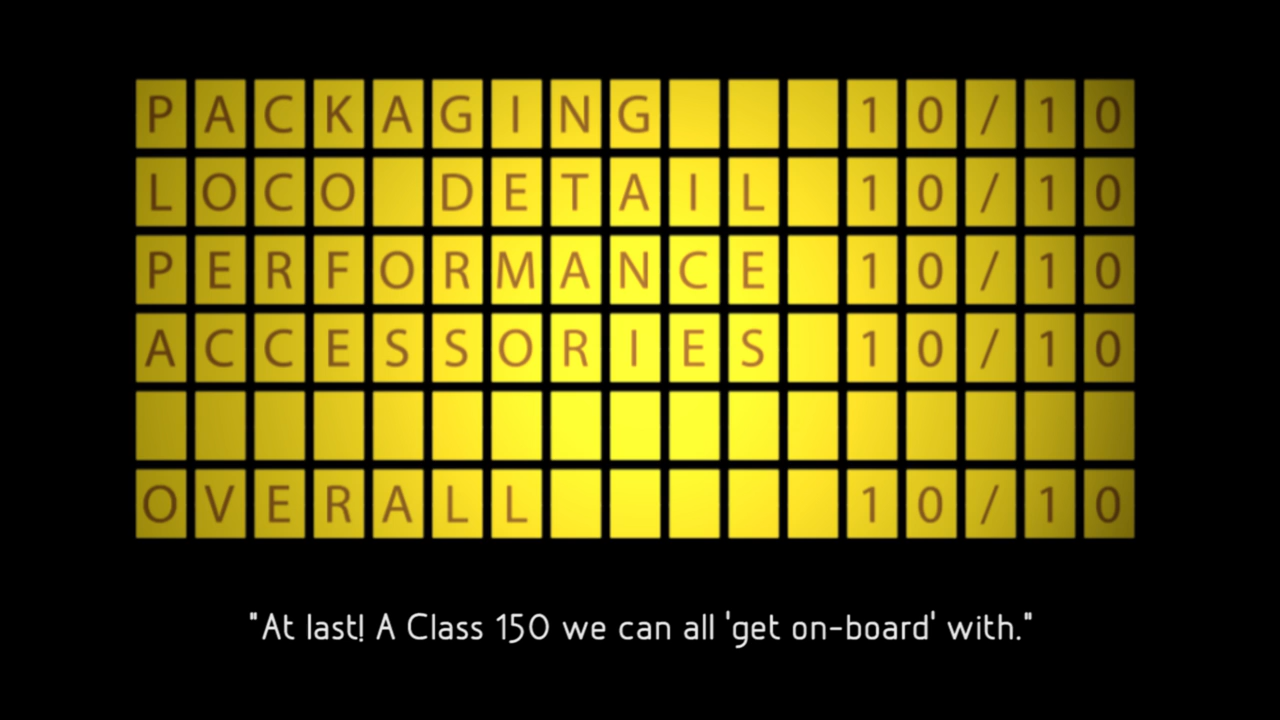 PACKAGING 10/10
LOCO DETAIL 10/10
PERFORMANCE 10/10
ACCESSORIES 10/10
OVERALL 10/10
"At last! A Class 150 we can all 'get on-board' with."